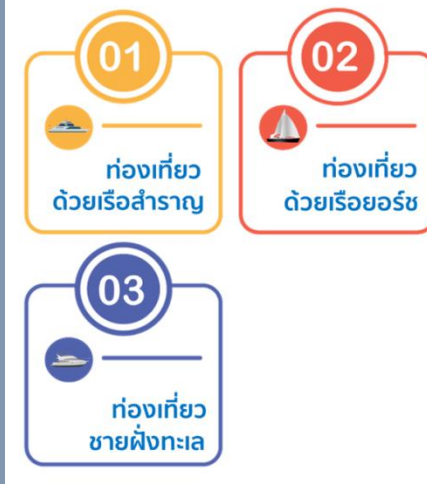 01
ท่องเที่ยว
ด้วยเรือสำราญ
02
ท่องเที่ยว
ด้วยเรือยอร์ช
03
ท่องเที่ยว
ชายฝั่งทะเล